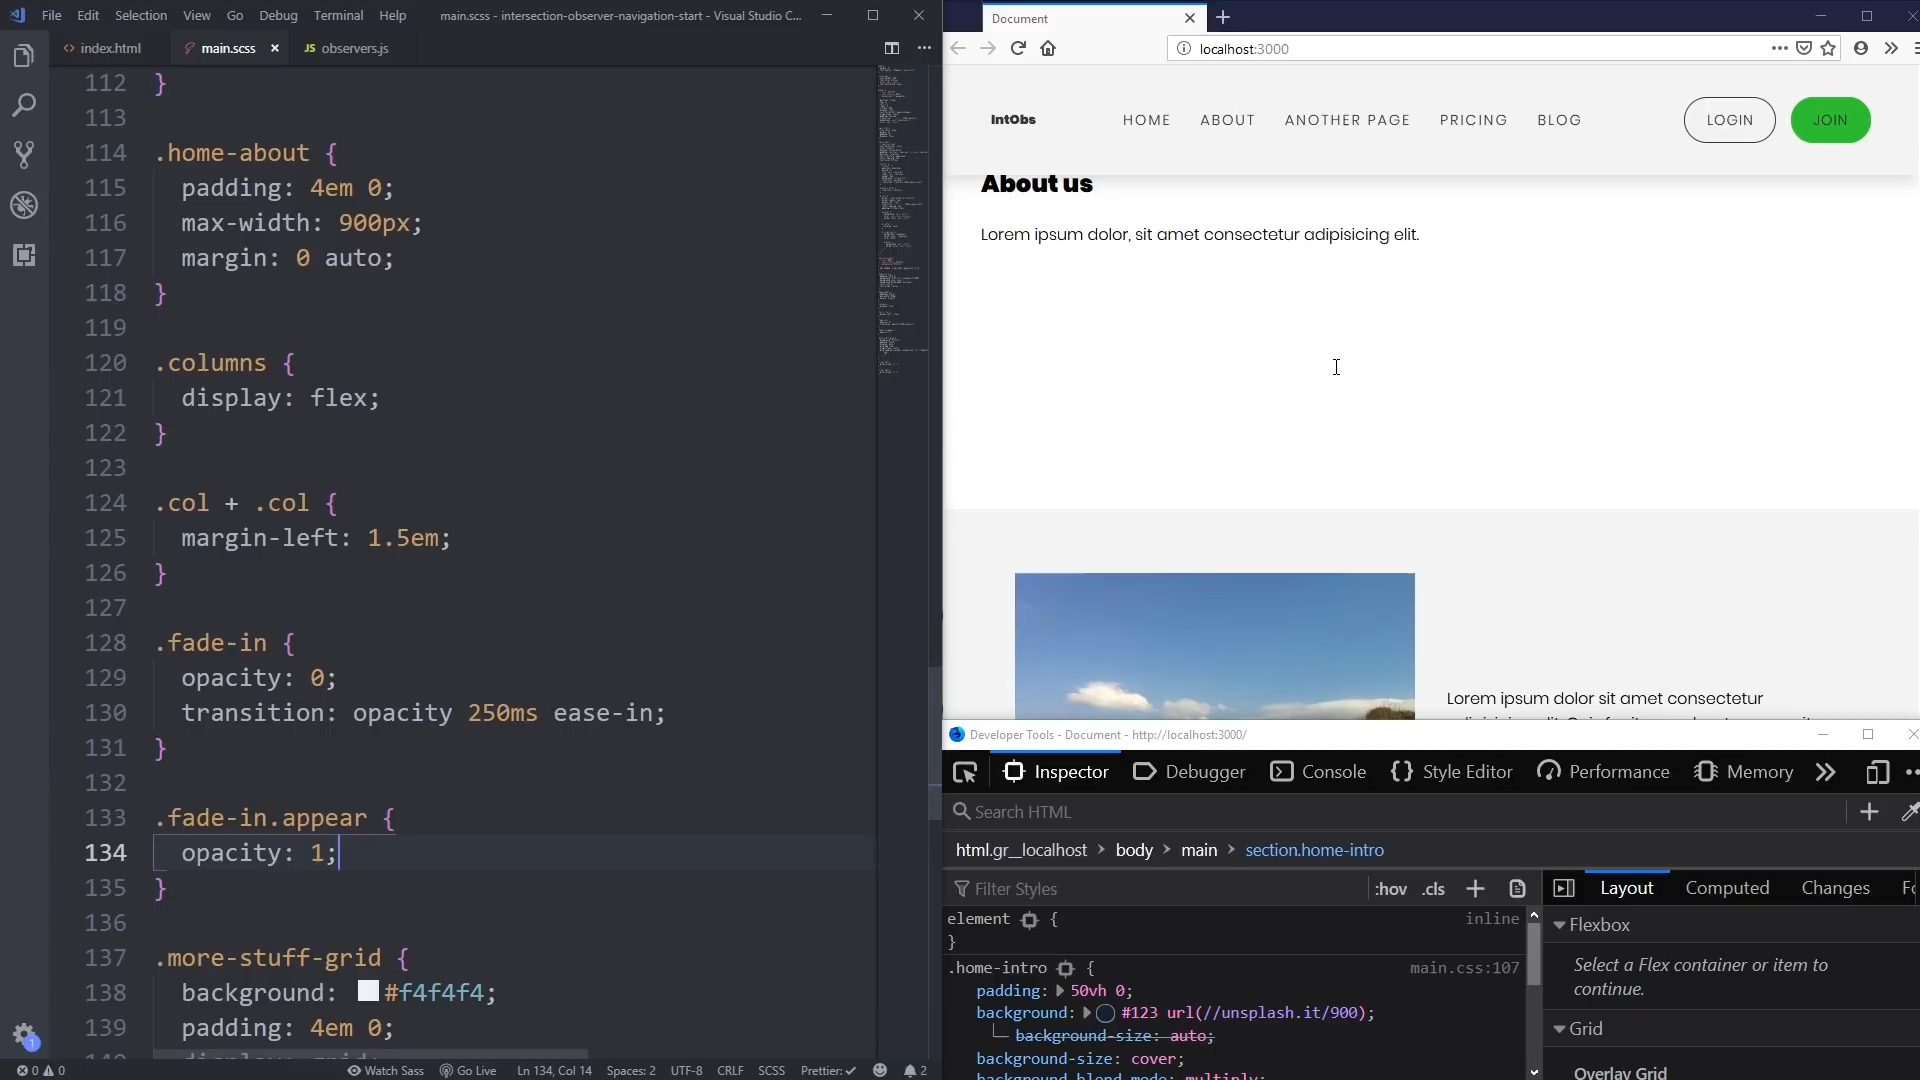 File Edit Selection View Go Debug Terminal Help
main.scss - intersection-observer-navigation-start - Visual Studio C...
index.html
main.scss
JS observers.js
112 }
113
114 .home-about {
115 padding: 4em 0;
116 max-width: 900px;
117 margin: 0 auto;
118 }
119
120 .columns {
121 display: flex;
122 }
123
124 .col + .col {
125 margin-left: 1.5em;
126 }
127
128 .fade-in {
129 opacity: 0;
130 transition: opacity 250ms ease-in;
131 }
132
133 .fade-in.appear {
134 opacity: 1;
135 }
136
137 .more-stuff-grid {
138 background: #f4f4f4;
139 padding: 4em 0;
1
0 0 Watch Sass Go Live Ln 134, Col 14 Spaces: 2 UTF-8 CRLF SCSS Prettier: 2
Document
localhost:3000
IntObs HOME ABOUT ANOTHER PAGE PRICING BLOG LOGIN JOIN
About us
Lorem ipsum dolor, sit amet consectetur adipisicing elit.
Lorem ipsum dolor sit amet consectetur
Developer Tools - Document - http://localhost:3000/
Inspector Debugger Console Style Editor Performance Memory
Search HTML
html.gr__localhost body main section.home-intro
Filter Styles :hov .cls
element { inline
}
.home-intro { main.css:107
padding: 50vh 0;
background: #123 url(//unsplash.it/900);
background-size: auto;
background-size: cover;
background-blend-mode: multiply;
Layout Computed Changes Fo
Flexbox
Select a Flex container or item to
continue.
Grid
Overlay Grid